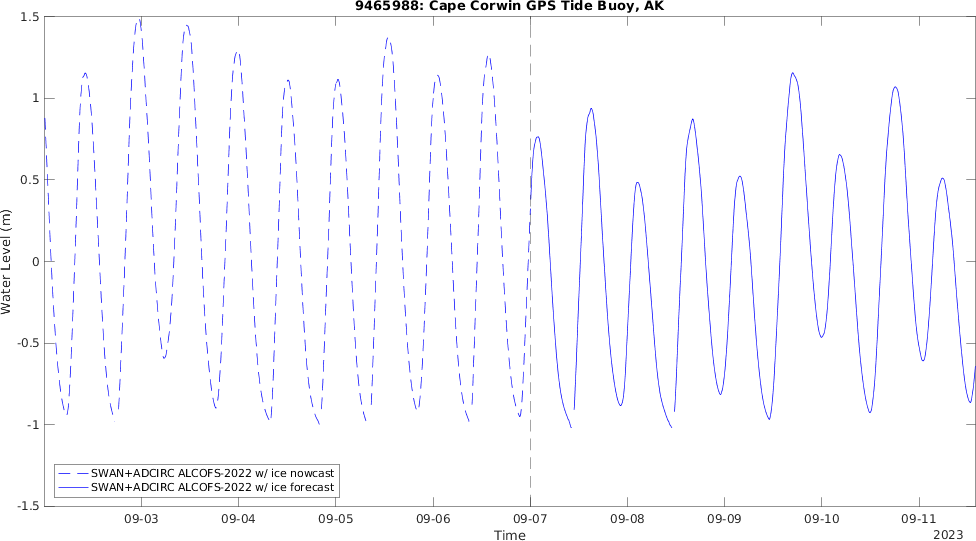 9465988: Cape Corwin GPS Tide Buoy, AK
1.5
1
0.5
0
-0.5
-1
-1.5
Water Level (m)
SWAN+ADCIRC ALCOFS-2022 w/ ice nowcast
SWAN+ADCIRC ALCOFS-2022 w/ ice forecast
09-03 09-04 09-05 09-06 09-07 09-08 09-09 09-10 09-11
Time
2023